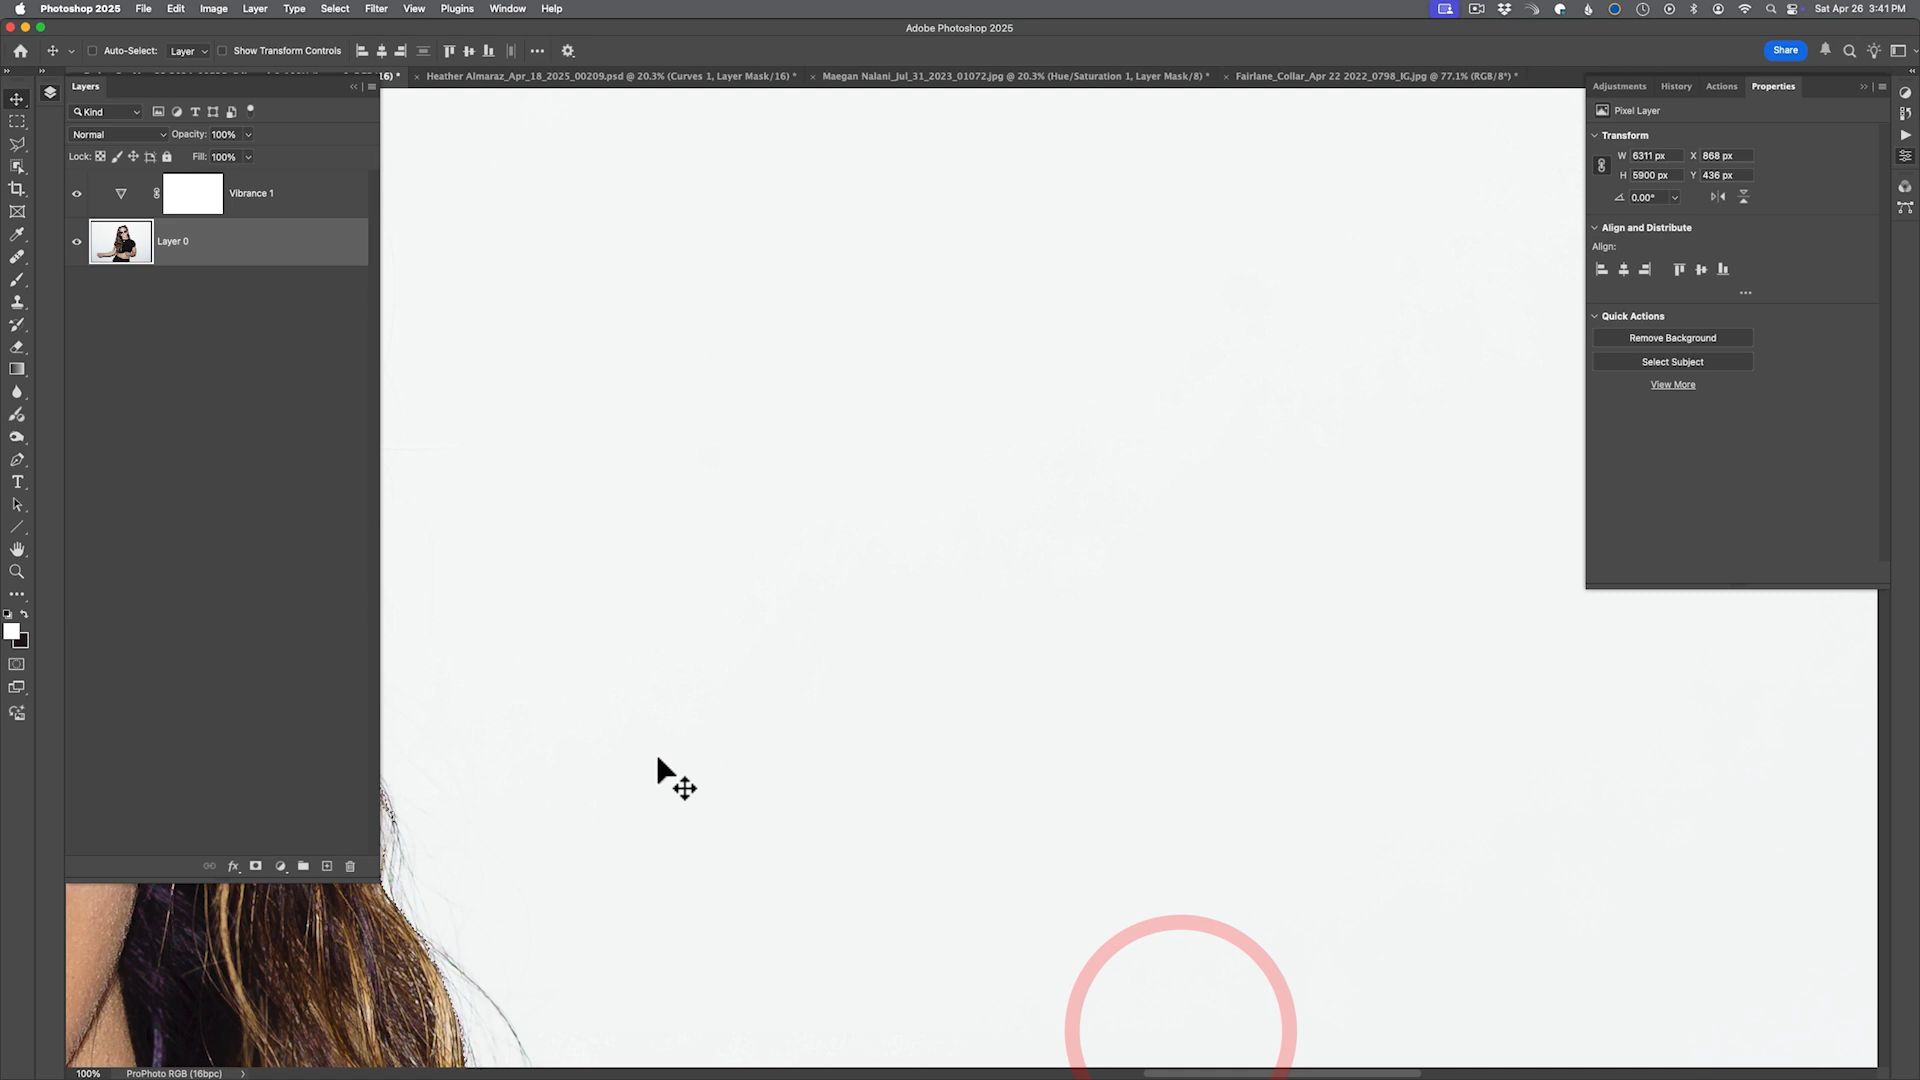 Photoshop 2025 File Edit Image Layer Type Select Filter View Plugins Window Help Sat Apr 26 3:41 PM
Adobe Photoshop 2025
Auto-Select: Layer Show Transform Controls Share
16) * Heather Almaraz_Apr_18_2025_00209.psd @ 20.3% (Curves 1, Layer Mask/16) * Maegan Nalani_Jul_31_2023_01072.jpg @ 20.3% (Hue/Saturation 1, Layer Mask/8) * Fairlane_Collar_Apr 22 2022_0798_IG.jpg @ 77.1% (RGB/8*) *
Layers
Kind
Normal Opacity: 100%
Lock: Fill: 100%
Vibrance 1
Layer 0
fx
Adjustments History Actions Properties
Pixel Layer
Transform
W 6311 px X 868 px
H 5900 px Y 436 px
0.00°
Align and Distribute
Align:
Quick Actions
Remove Background
Select Subject
View More
100% ProPhoto RGB (16bpc)